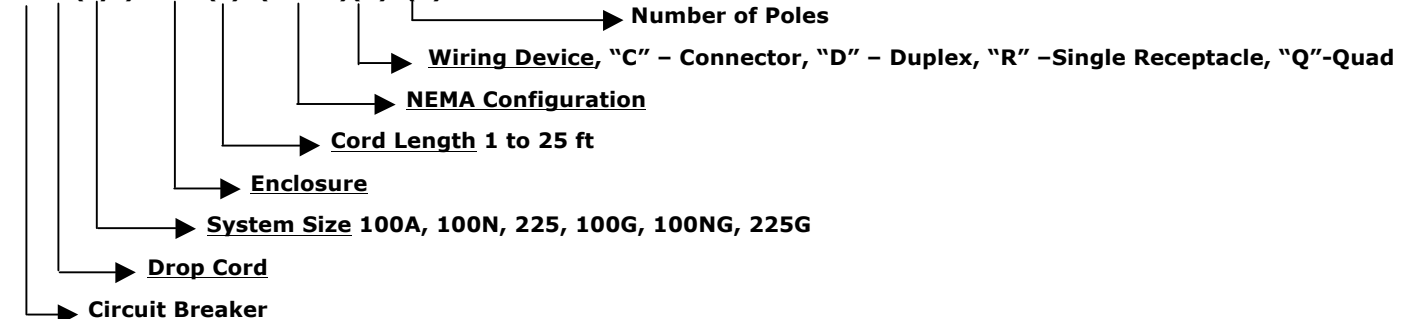 Number of Poles
Wiring Device, “C” – Connector, “D” – Duplex, “R” –Single Receptacle, “Q”-Quad
NEMA Configuration
Cord Length 1 to 25 ft
Enclosure
System Size 100A, 100N, 225, 100G, 100NG, 225G
Drop Cord
Circuit Breaker